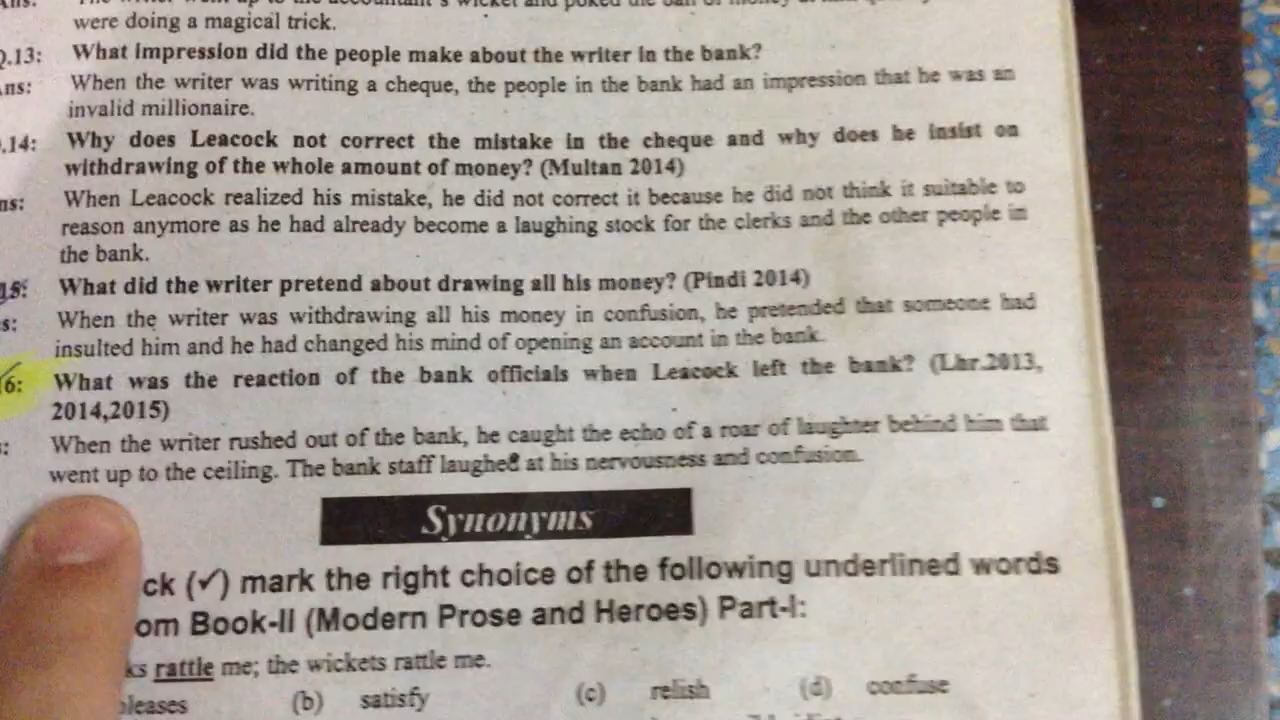 were doing a magical trick.
.13: What impression did the people make about the writer in the bank?
ns: When the writer was writing a cheque, the people in the bank had an impression that he was an
invalid millionaire.
.14: Why does Leacock not correct the mistake in the cheque and why does he insist on
withdrawing of the whole amount of money? (Multan 2014)
ns: When Leacock realized his mistake, he did not correct it because he did not think it suitable to
reason anymore as he had already become a laughing stock for the clerks and the other people in
the bank.
15: What did the writer pretend about drawing all his money? (Pindi 2014)
s: When the writer was withdrawing all his money in confusion, he pretended that someone had
insulted him and he had changed his mind of opening an account in the bank.
6: What was the reaction of the bank officials when Leacock left the bank? (Lhr.2013,
2014,2015)
: When the writer rushed out of the bank, he caught the echo of a roar of laughter behind him that
went up to the ceiling. The bank staff laughed at his nervousness and confusion.
Synonyms
ck (✓) mark the right choice of the following underlined words
om Book-II (Modern Prose and Heroes) Part-I:
ks rattle me; the wickets rattle me.
leases (b) satisfy (c) relish (d) confuse